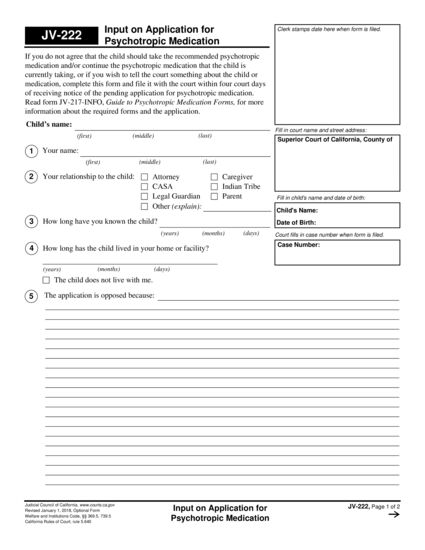 JV-222
Input on Application for
Psychotropic Medication
Clerk stamps date here when form is filed.
If you do not agree that the child should take the recommended psychotropic
medication and/or continue the psychotropic medication that the child is
currently taking, or if you wish to tell the court something about the child or
medication, complete this form and file it with the court within four court days
of receiving notice of the pending application for psychotropic medication.
Read form JV-217-INFO, Guide to Psychotropic Medication Forms, for more
information about the required forms.
Child's name:
(first) (middle) (last)
Fill in court name and street address:
Superior Court of California, County of
1 Your name:
(first) (middle) (last)
2 Your relationship to the child:
Attorney Caregiver
CASA Indian Tribe
Legal Guardian Parent
Other (explain):
Fill in child's name and date of birth:
Child's Name:
Date of Birth:
3 How long have you known the child?
(years) (months) (days)
Court fills in case number when form is filed.
Case Number:
4 How long has the child lived in your home or facility?
(years) (months) (days)
The child does not live with me.
5 The application is opposed because:
Judicial Council of California, www.courts.ca.gov
Revised January 1, 2018, Optional Form
Welfare and Institutions Code, §§ 369.5, 739.5
California Rules of Court, rule 5.640
Input on Application for
Psychotropic Medication
JV-222, Page 1 of 2